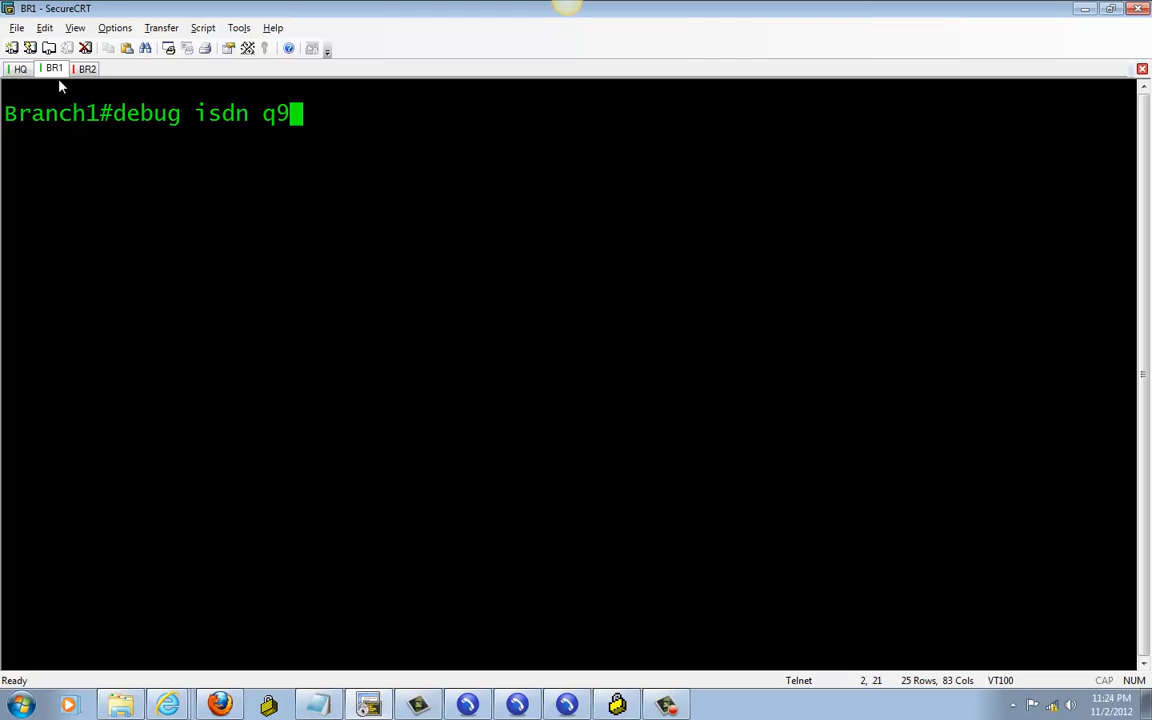 BR1 - SecureCRT
File Edit View Options Transfer Script Tools Help
HQ BR1 BR2
Branch1#debug isdn q9
Ready Telnet 2, 21 25 Rows, 83 Cols VT100 CAP NUM
11:24 PM
11/2/2012